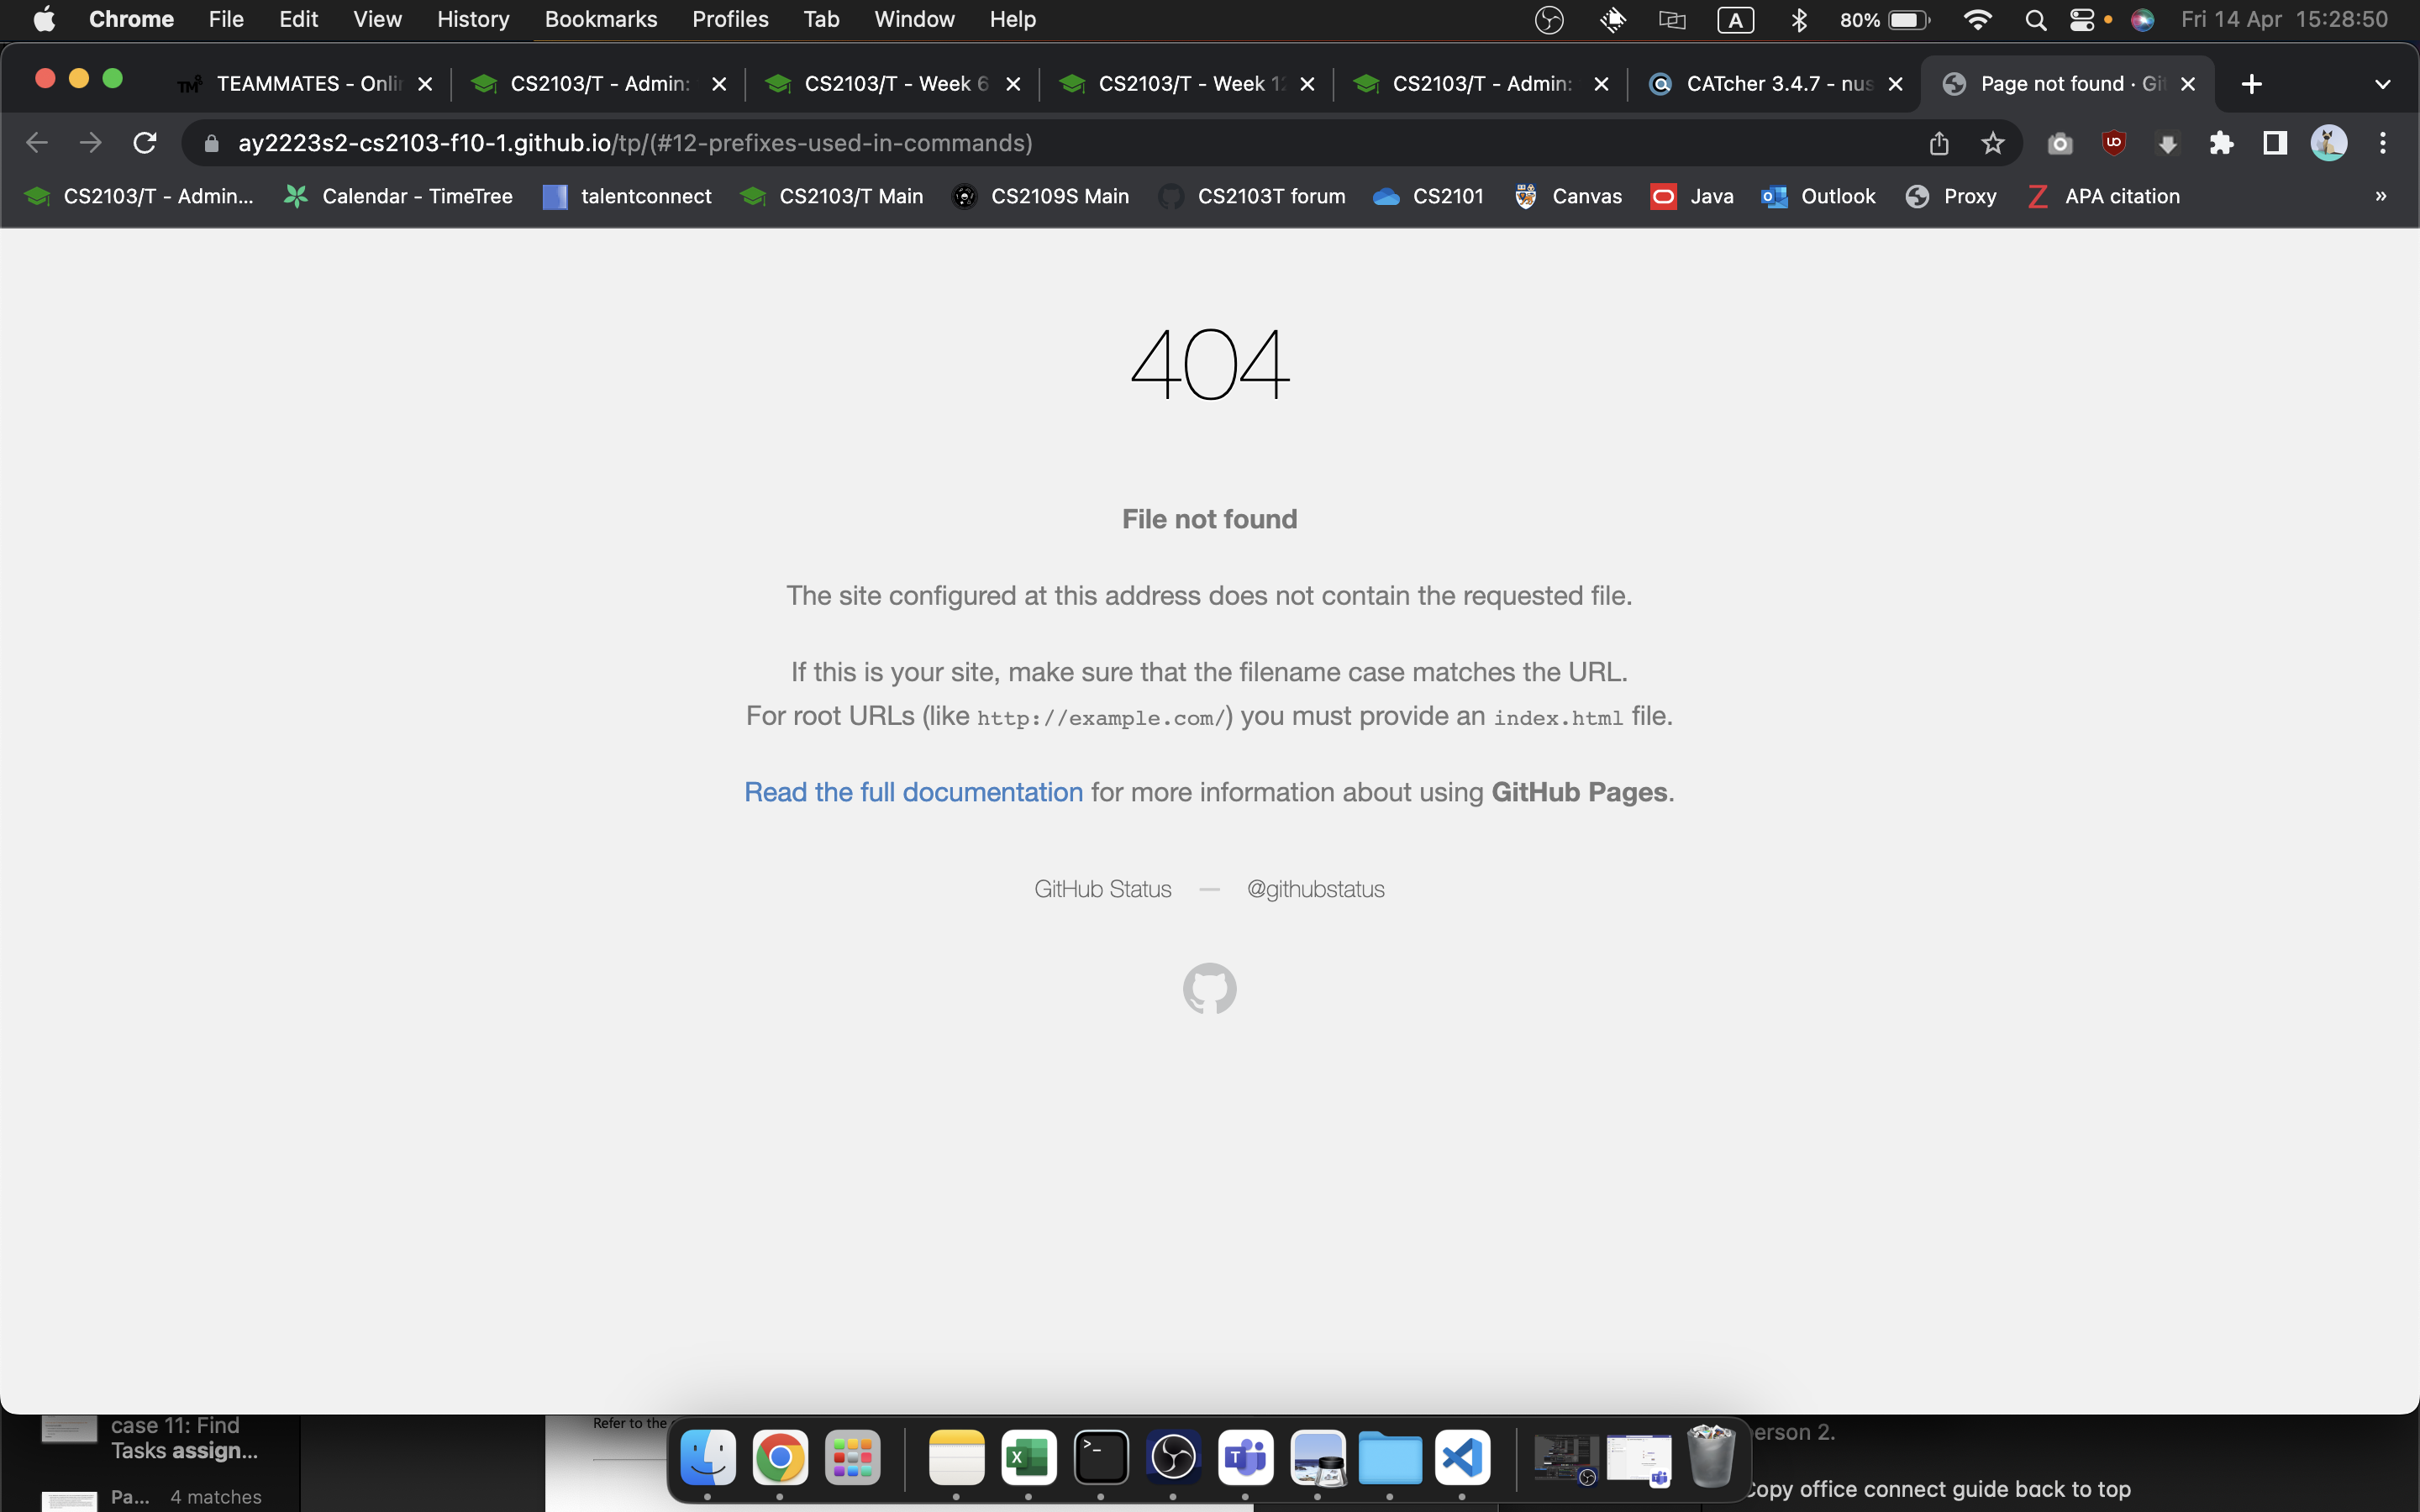 Chrome File Edit View History Bookmarks Profiles Tab Window Help A 80% Fri 14 Apr 15:28:50
TEAMMATES - Onli CS2103/T - Admin: CS2103/T - Week 6 CS2103/T - Week 12 CS2103/T - Admin: CATcher 3.4.7 - nus Page not found · Git
ay2223s2-cs2103-f10-1.github.io/tp/(#12-prefixes-used-in-commands)
CS2103/T - Admin... Calendar - TimeTree talentconnect CS2103/T Main CS2109S Main CS2103T forum CS2101 Canvas Java Outlook Proxy APA citation »
404
File not found
The site configured at this address does not contain the requested file.
If this is your site, make sure that the filename case matches the URL.
For root URLs (like http://example.com/) you must provide an index.html file.
Read the full documentation for more information about using GitHub Pages.
GitHub Status — @githubstatus
case 11: Find
Tasks assign...
Pa... 4 matches
Refer to the
erson 2.
copy office connect guide back to top